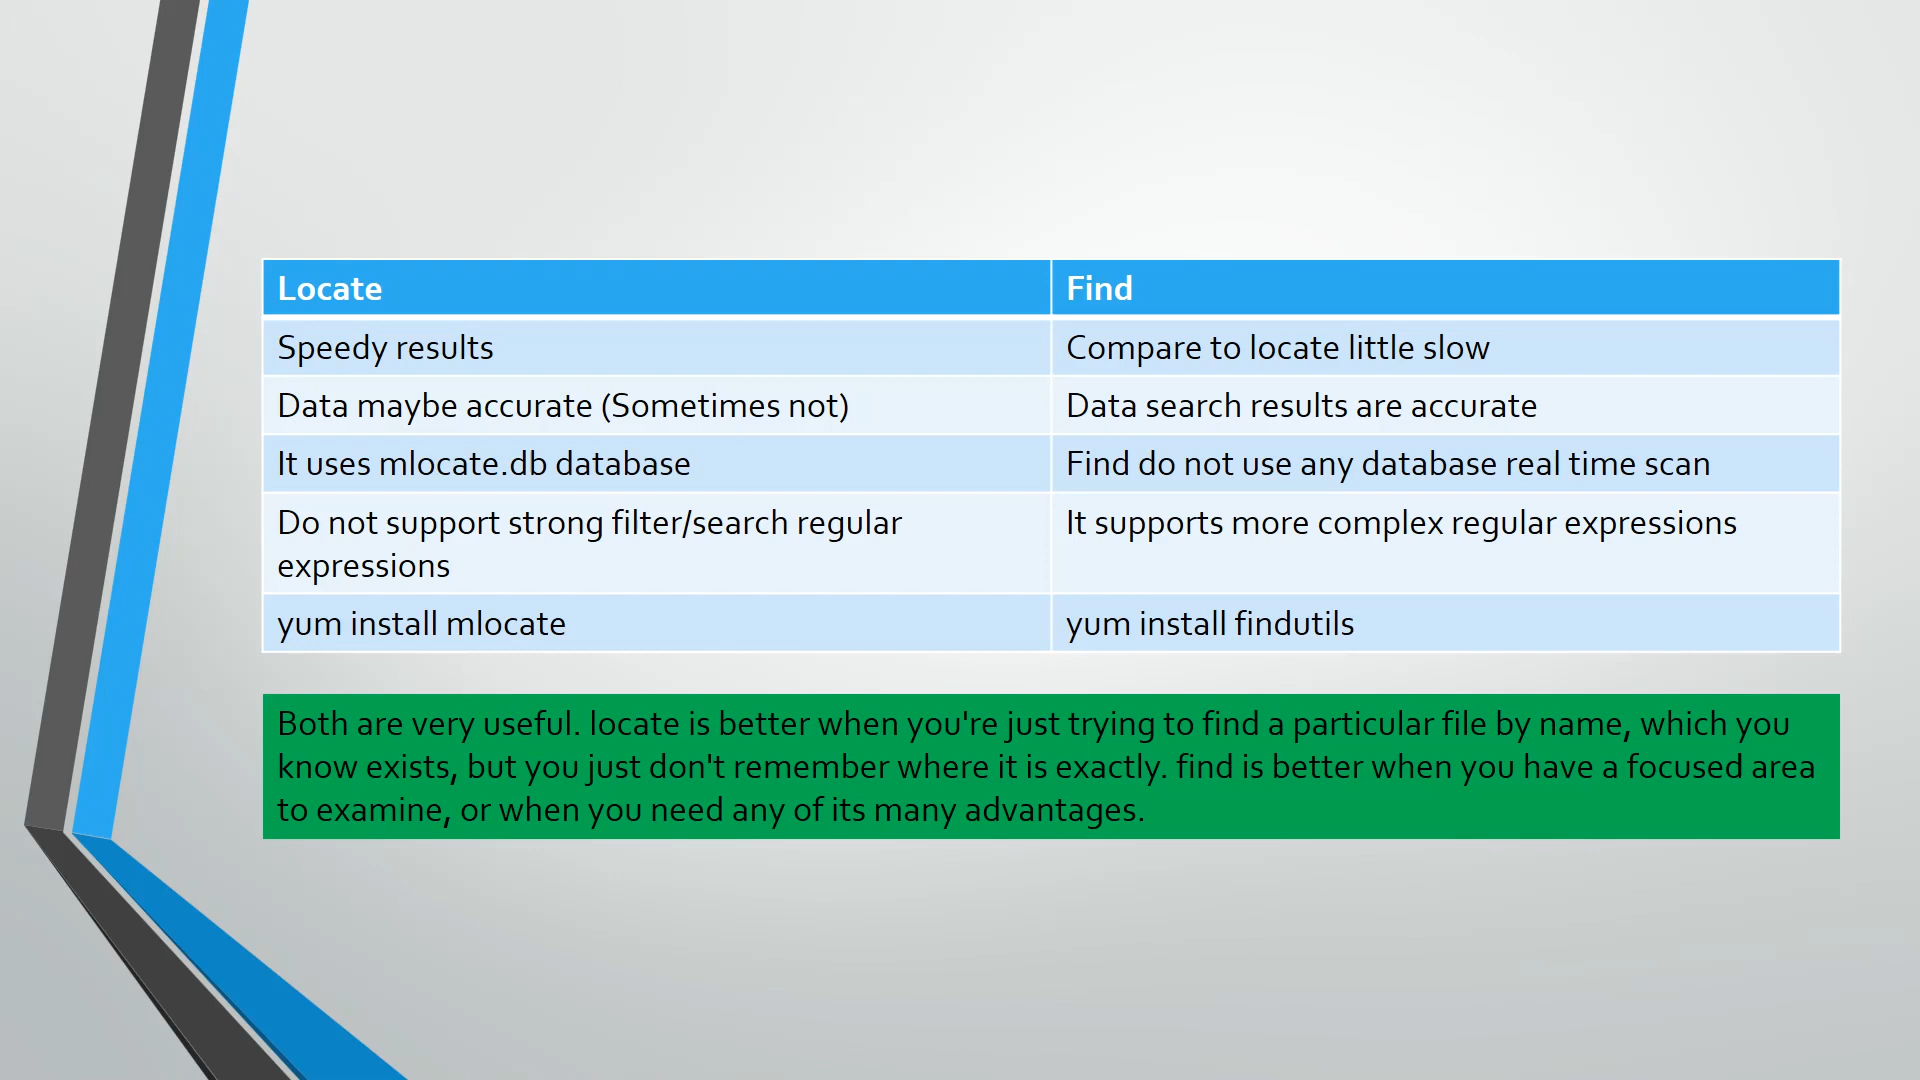 Locate
Find
Speedy results
Compare to locate little slow
Data maybe accurate (Sometimes not)
Data search results are accurate
It uses mlocate.db database
Find do not use any database real time scan
Do not support strong filter/search regular
expressions
It supports more complex regular expressions
yum install mlocate
yum install findutils
Both are very useful. locate is better when you're just trying to find a particular file by name, which you
know exists, but you just don't remember where it is exactly. find is better when you have a focused area
to examine, or when you need any of its many advantages.